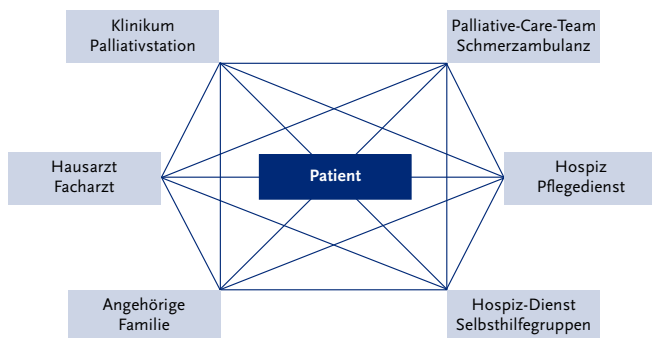 Klinikum
Palliativstation
Palliative-Care-Team
Schmerzambulanz
Hausarzt
Facharzt
Patient
Hospiz
Pflegedienst
Angehörige
Familie
Hospiz-Dienst
Selbsthilfegruppen